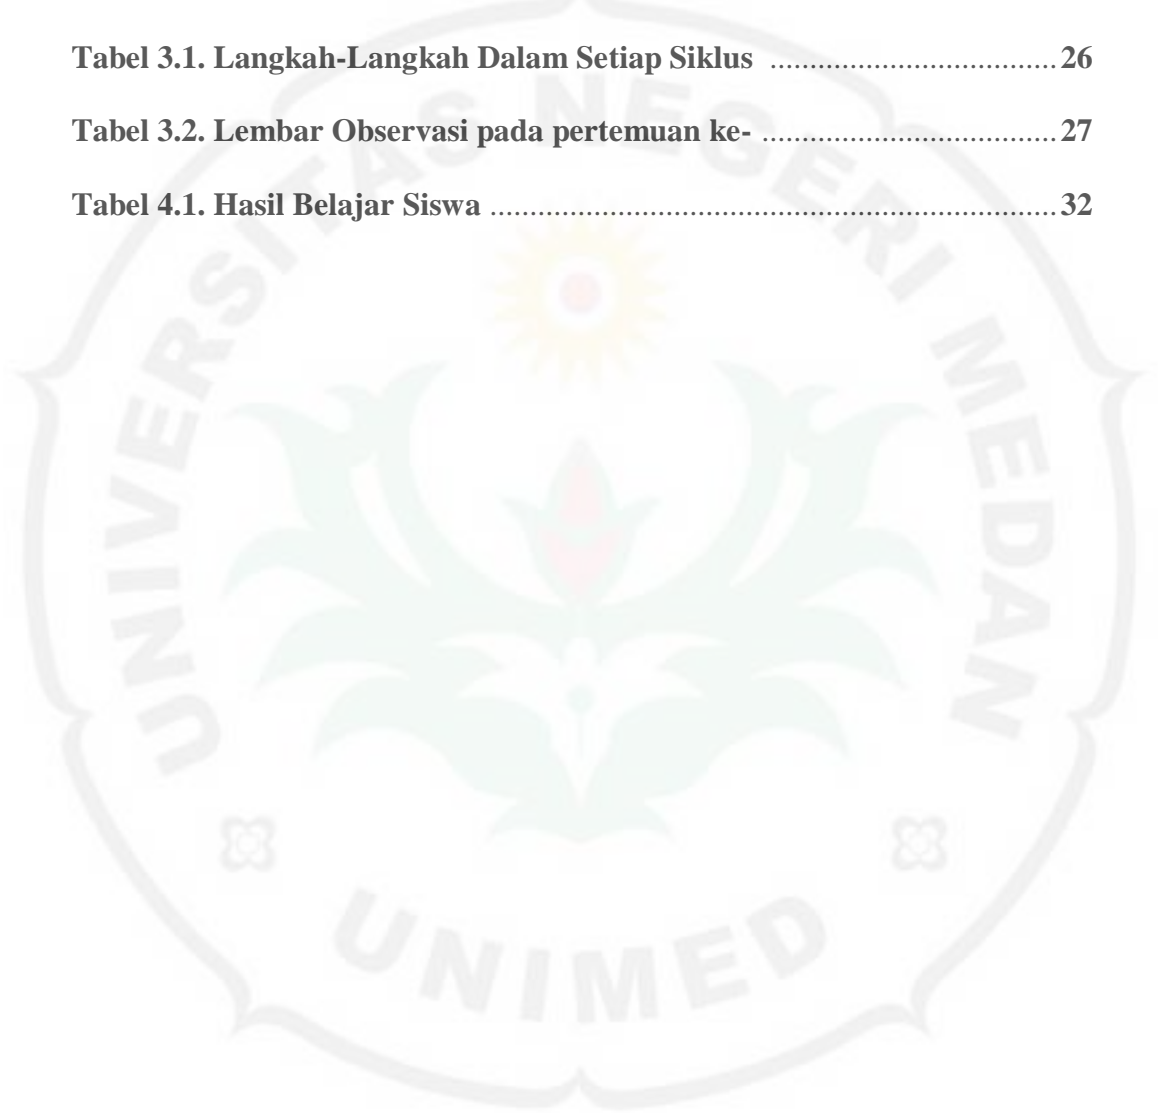 Tabel 3.1. Langkah-Langkah Dalam Setiap Siklus ................................ 26
Tabel 3.2. Lembar Observasi pada pertemuan ke- ................................ 27
Tabel 4.1. Hasil Belajar Siswa ............................................................. 32
UNIVERSITAS NEGERI MEDAN
UNIMED